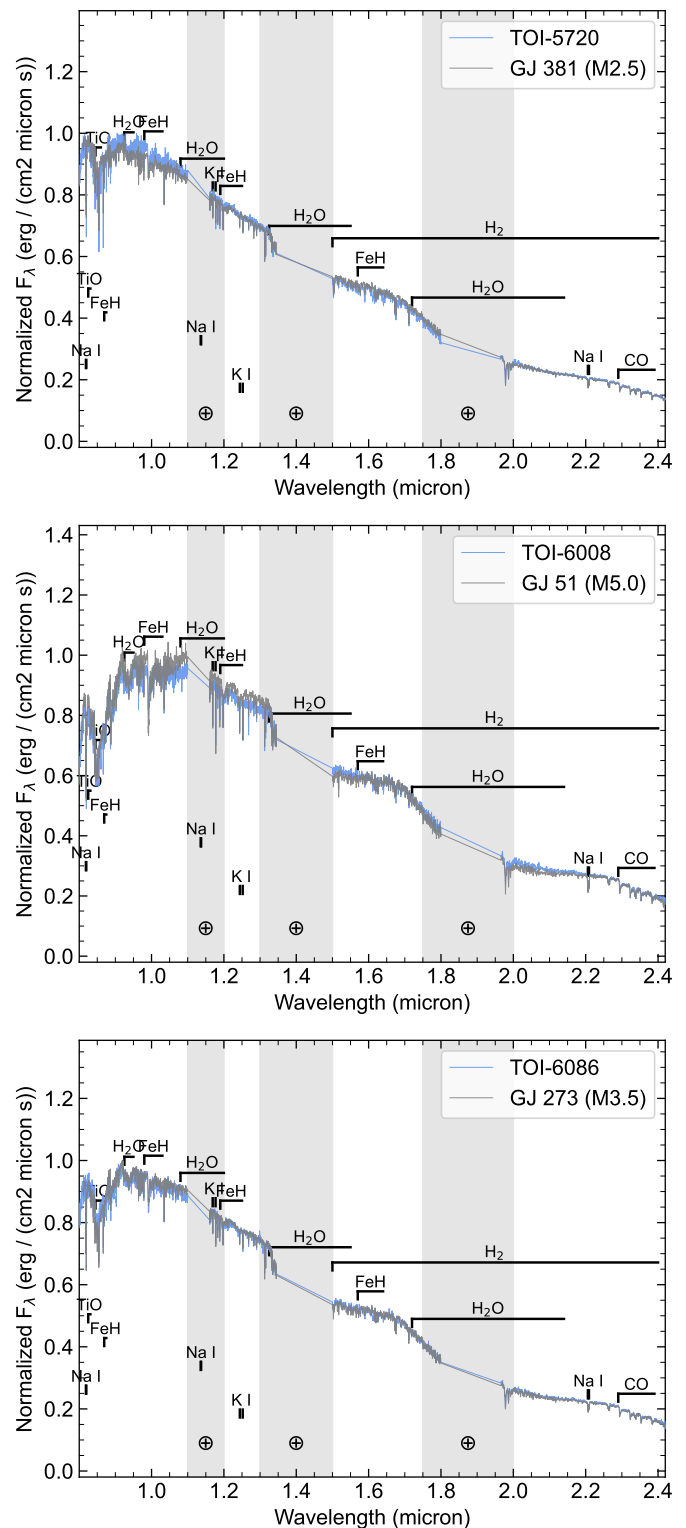 TOI-5720
GJ 381 (M2.5)
Normalized F_λ (erg / (cm2 micron s))
1.2
1.0
0.8
0.6
0.4
0.2
0.0
H₂O
FeH
TiO
H₂O
K I
FeH
H₂O
H₂
FeH
TiO
H₂O
FeH
Na I
Na I
K I
Na I
CO
⊕
⊕
⊕
1.0 1.2 1.4 1.6 1.8 2.0 2.2 2.4
Wavelength (micron)
TOI-6008
GJ 51 (M5.0)
Normalized F_λ (erg / (cm2 micron s))
1.4
1.2
1.0
0.8
0.6
0.4
0.2
0.0
FeH
H₂O
H₂O
K I
FeH
H₂O
TiO
H₂
FeH
TiO
H₂O
FeH
Na I
Na I
K I
Na I
CO
⊕
⊕
⊕
1.0 1.2 1.4 1.6 1.8 2.0 2.2 2.4
Wavelength (micron)
TOI-6086
GJ 273 (M3.5)
Normalized F_λ (erg / (cm2 micron s))
1.2
1.0
0.8
0.6
0.4
0.2
0.0
H₂O
FeH
H₂O
K I
FeH
TiO
H₂O
H₂
FeH
TiO
H₂O
FeH
Na I
Na I
K I
Na I
CO
⊕
⊕
⊕
1.0 1.2 1.4 1.6 1.8 2.0 2.2 2.4
Wavelength (micron)